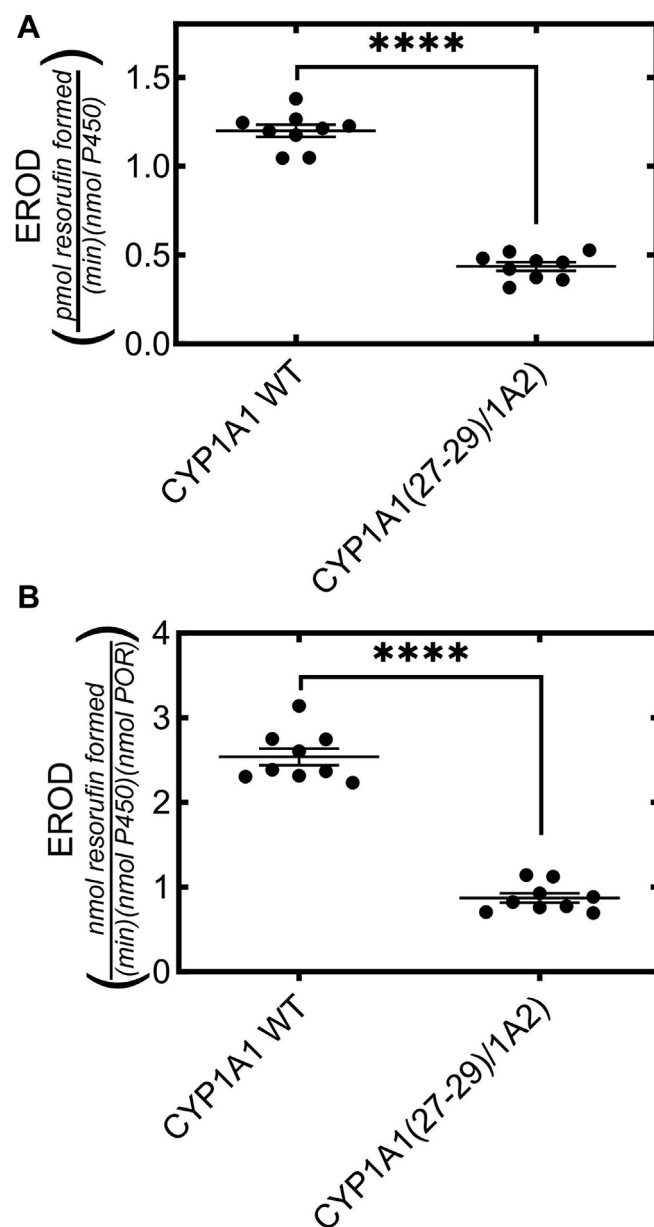 A
****
EROD
(pmol resorufin formed
(min)(nmol P450))
1.5
1.0
0.5
0.0
CYP1A1 WT
CYP1A1(27-29)/1A2)
B
****
EROD
(nmol resorufin formed
(min)(nmol P450)(nmol POR))
4
3
2
1
0
CYP1A1 WT
CYP1A1(27-29)/1A2)